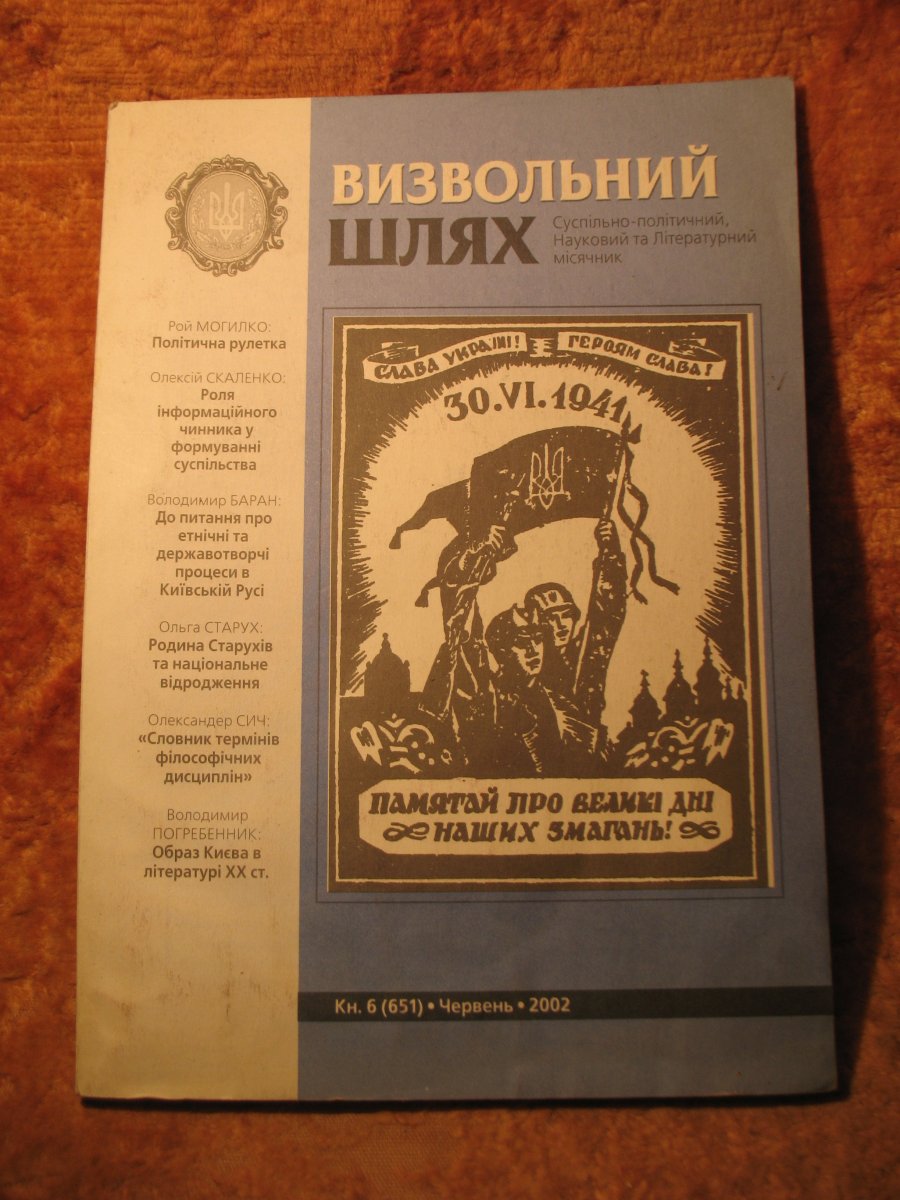 ВИЗВОЛЬНИЙ
ШЛЯХ
Суспільно-політичний,
Науковий та Літературний
місячник
Рой МОГИЛКО:
Політична рулетка
Олексій СКАЛЕНКО:
Роля
інформаційного
чинника у
формуванні
суспільства
Володимир БАРАН:
До питання про
етнічні та
державотворчі
процеси в
Київській Русі
Ольга СТАРУХ:
Родина Старухів
та національне
відродження
Олександер СИЧ:
«Словник термінів
філософічних
дисциплін»
Володимир
ПОГРЕБЕННИК:
Образ Києва в
літературі ХХ ст.
СЛАВА УКРАЇНІ! ГЕРОЯМ СЛАВА!
30.VI.1941
ПАМЯТАЙ ПРО ВЕЛИКІ ДНІ
НАШИХ ЗМАГАНЬ!
Кн. 6 (651) • Червень • 2002